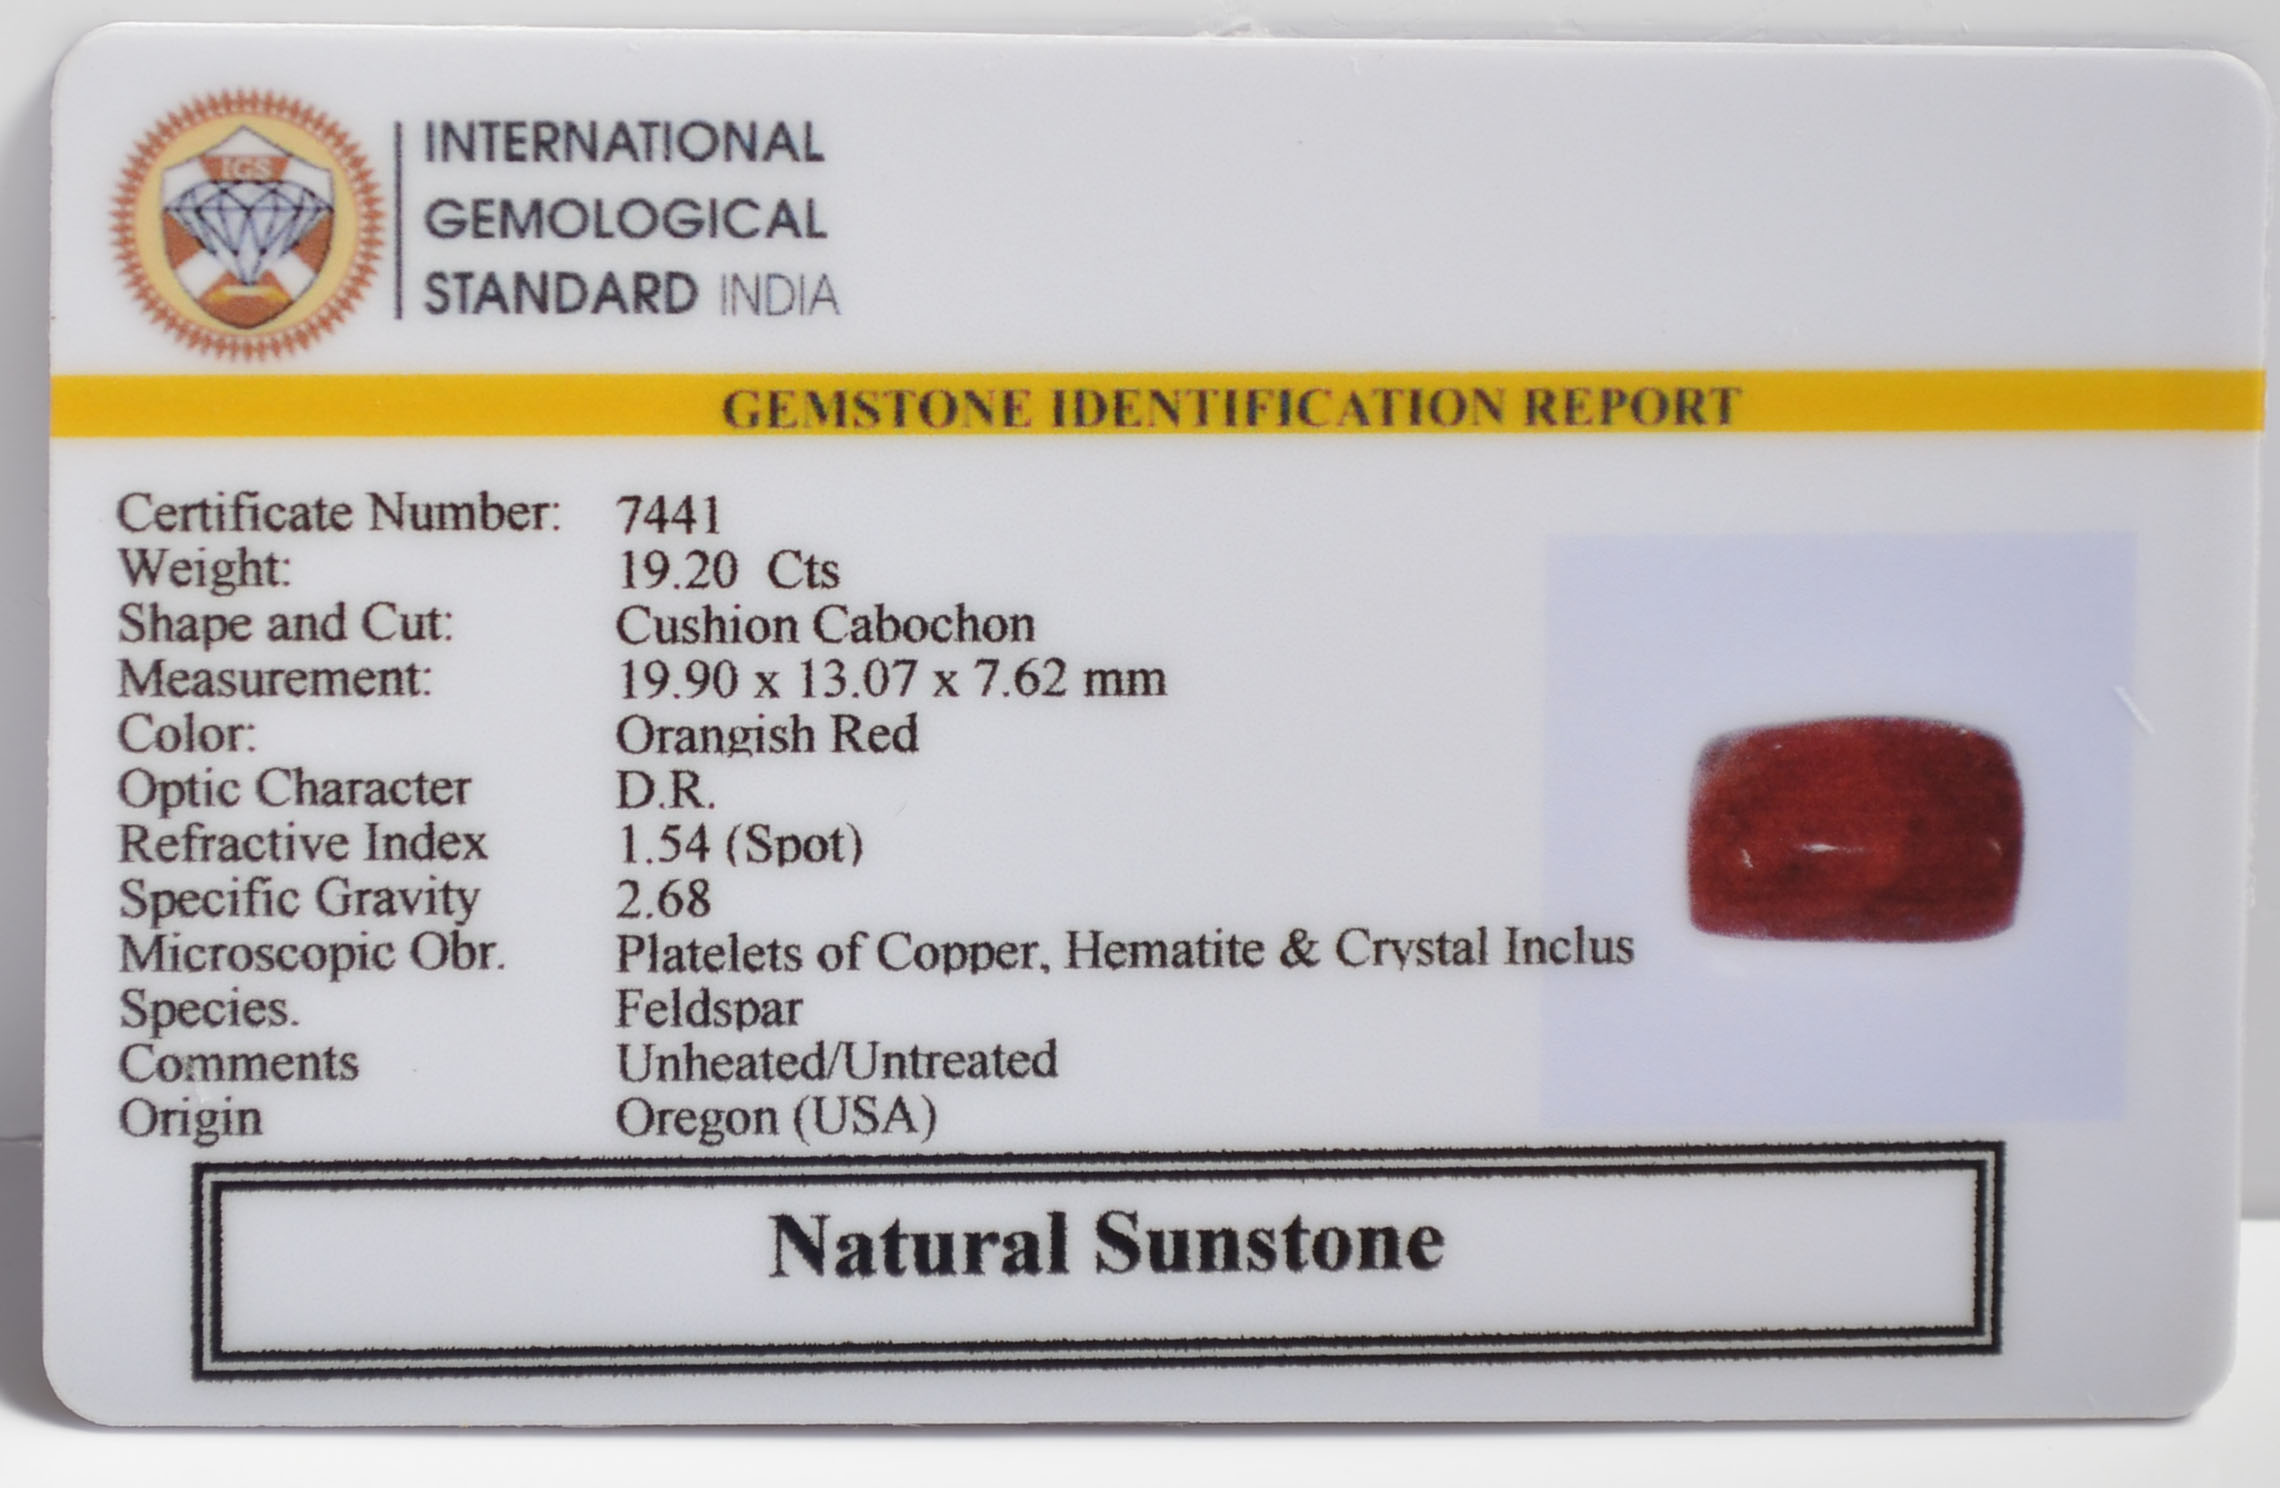 IGS
INTERNATIONAL
GEMOLOGICAL
STANDARD INDIA
GEMSTONE IDENTIFICATION REPORT
Certificate Number: 7441
Weight: 19.20 Cts
Shape and Cut: Cushion Cabochon
Measurement: 19.90 x 13.07 x 7.62 mm
Color: Orangish Red
Optic Character D.R.
Refractive Index 1.54 (Spot)
Specific Gravity 2.68
Microscopic Obr. Platelets of Copper, Hematite & Crystal Inclus
Species. Feldspar
Comments Unheated/Untreated
Origin Oregon (USA)
Natural Sunstone